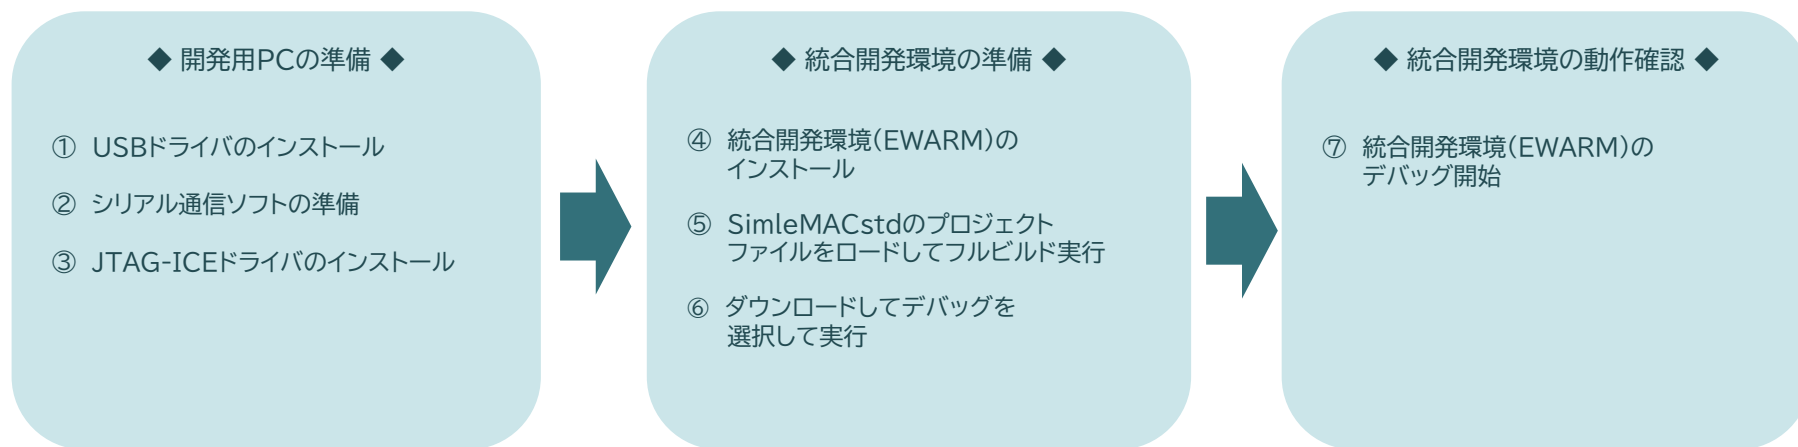 ◆ 開発用PCの準備 ◆
① USBドライバのインストール
② シリアル通信ソフトの準備
③ JTAG-ICEドライバのインストール
◆ 統合開発環境の準備 ◆
④ 統合開発環境(EWARM)の
インストール
⑤ SimleMACstdのプロジェクト
ファイルをロードしてフルビルド実行
⑥ ダウンロードしてデバッグを
選択して実行
◆ 統合開発環境の動作確認 ◆
⑦ 統合開発環境(EWARM)の
デバッグ開始